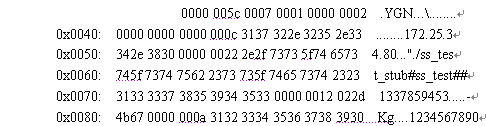 0000 005c 0007 0001 0000 0002 .YGN...\........↵
0x0040: 0000 0000 0000 000c 3137 322e 3235 2e33 ........172.25.3↵
0x0050: 342e 3830 0000 0022 2e2f 7373 5f74 6573 4.80..."./ss_tes↵
0x0060: 745f 7374 7562 2373 735f 7465 7374 2323 t_stub#ss_test##↵
0x0070: 3133 3337 3835 3934 3533 0000 0012 022d 1337859453.....-↵
0x0080: 4b67 0000 000a 3132 3334 3536 3738 3930 Kg....1234567890↵